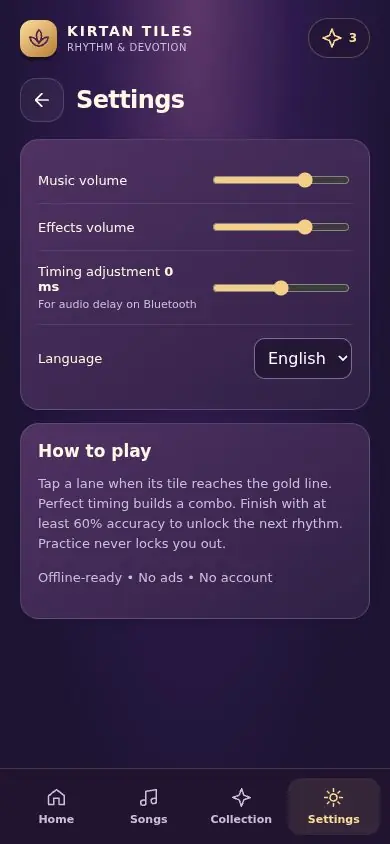 KIRTAN TILES
RHYTHM & DEVOTION
3
Settings
Music volume
Effects volume
Timing adjustment 0
ms
For audio delay on Bluetooth
Language
English
How to play
Tap a lane when its tile reaches the gold line.
Perfect timing builds a combo. Finish with at
least 60% accuracy to unlock the next rhythm.
Practice never locks you out.
Offline-ready • No ads • No account
Home
Songs
Collection
Settings